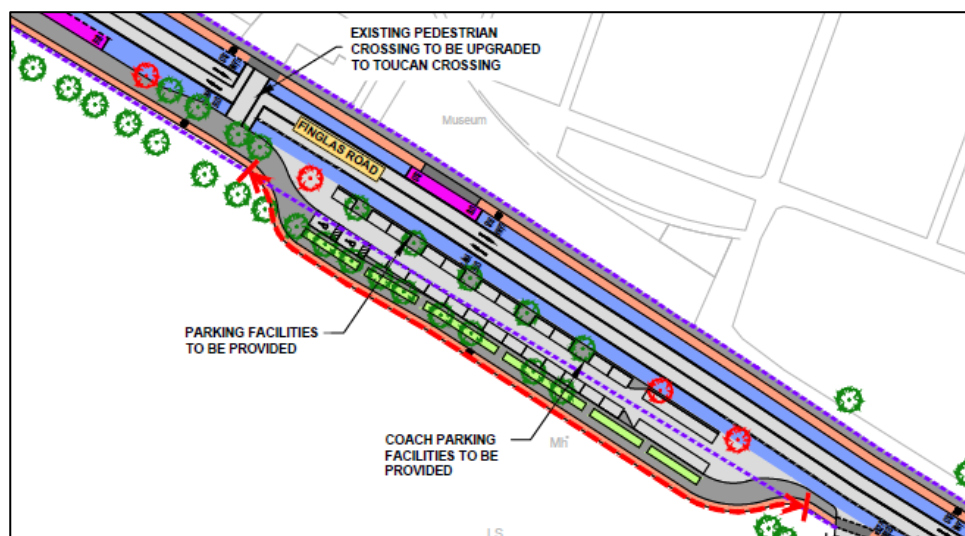 EXISTING PEDESTRIAN
CROSSING TO BE UPGRADED
TO TOUCAN CROSSING
Museum
FINGLAS ROAD
PARKING FACILITIES
TO BE PROVIDED
COACH PARKING
FACILITIES TO BE
PROVIDED
Mh
LS